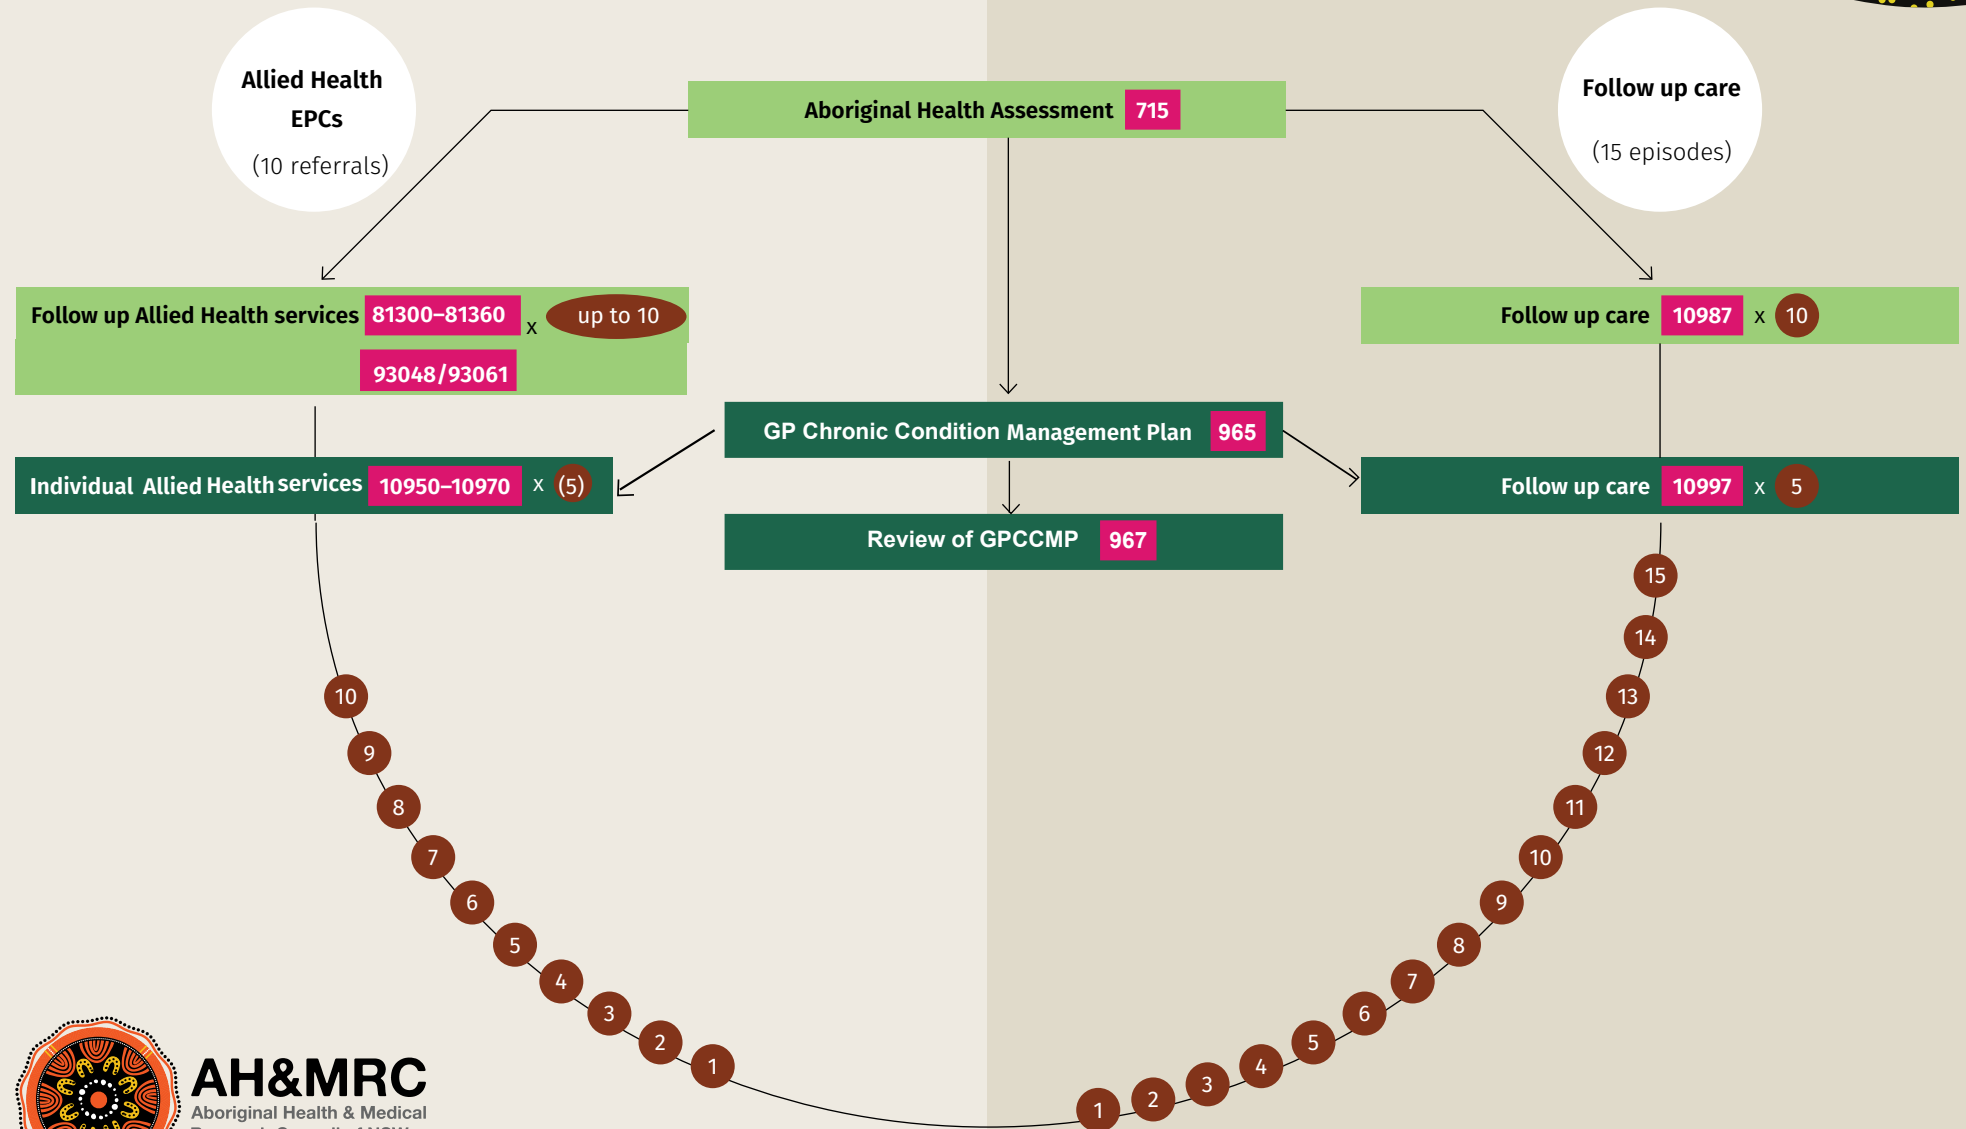 Allied Health
EPCs
(10 referrals)
Aboriginal Health Assessment 715
Follow up care
(15 episodes)
Follow up Allied Health services 81300–81360 x up to 10
93048/93061
Follow up care 10987 x 10
GP Chronic Condition Management Plan 965
Individual Allied Health services 10950–10970 x (5)
Follow up care 10997 x 5
Review of GPCCMP 967
10
9
8
7
6
5
4
3
2
1
15
14
13
12
11
10
9
8
7
6
5
4
3
2
1
AH&MRC
Aboriginal Health & Medical